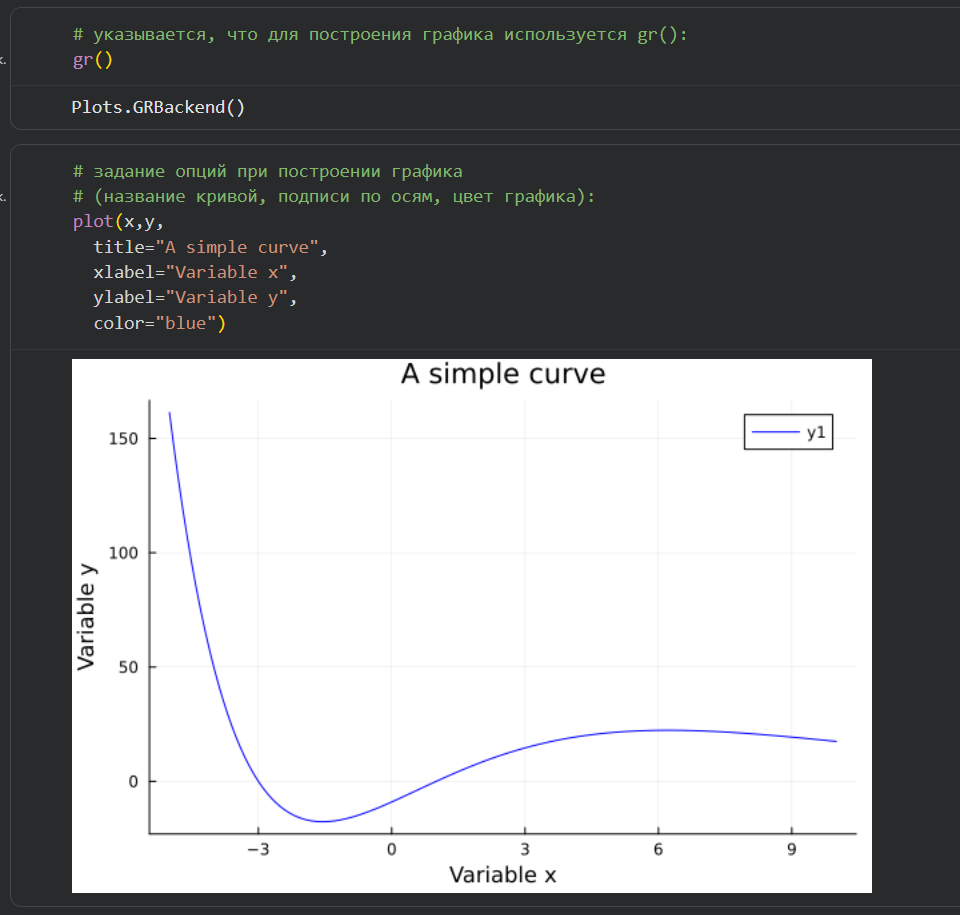 # указывается, что для построения графика используется gr():
gr()
Plots.GRBackend()
# задание опций при построении графика
# (название кривой, подписи по осям, цвет графика):
plot(x,y,
title="A simple curve",
xlabel="Variable x",
ylabel="Variable y",
color="blue")
A simple curve
y1
150
100
50
0
Variable y
−3 0 3 6 9
Variable x